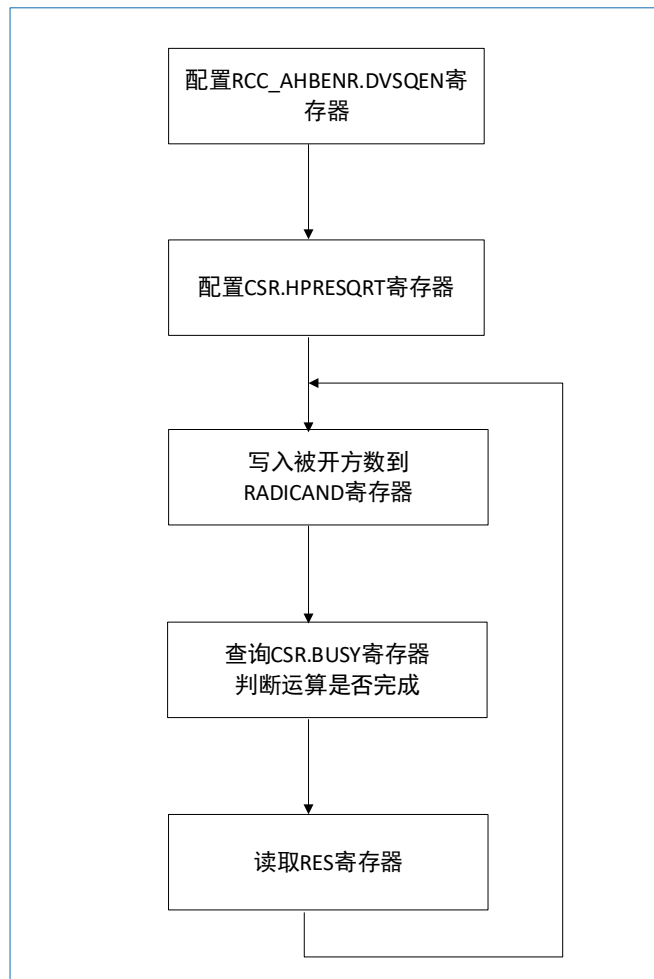 配置RCC_AHBENR.DVSQEN寄
存器
配置CSR.HPRESQRT寄存器
写入被开方数到
RADICAND寄存器
查询CSR.BUSY寄存器
判断运算是否完成
读取RES寄存器